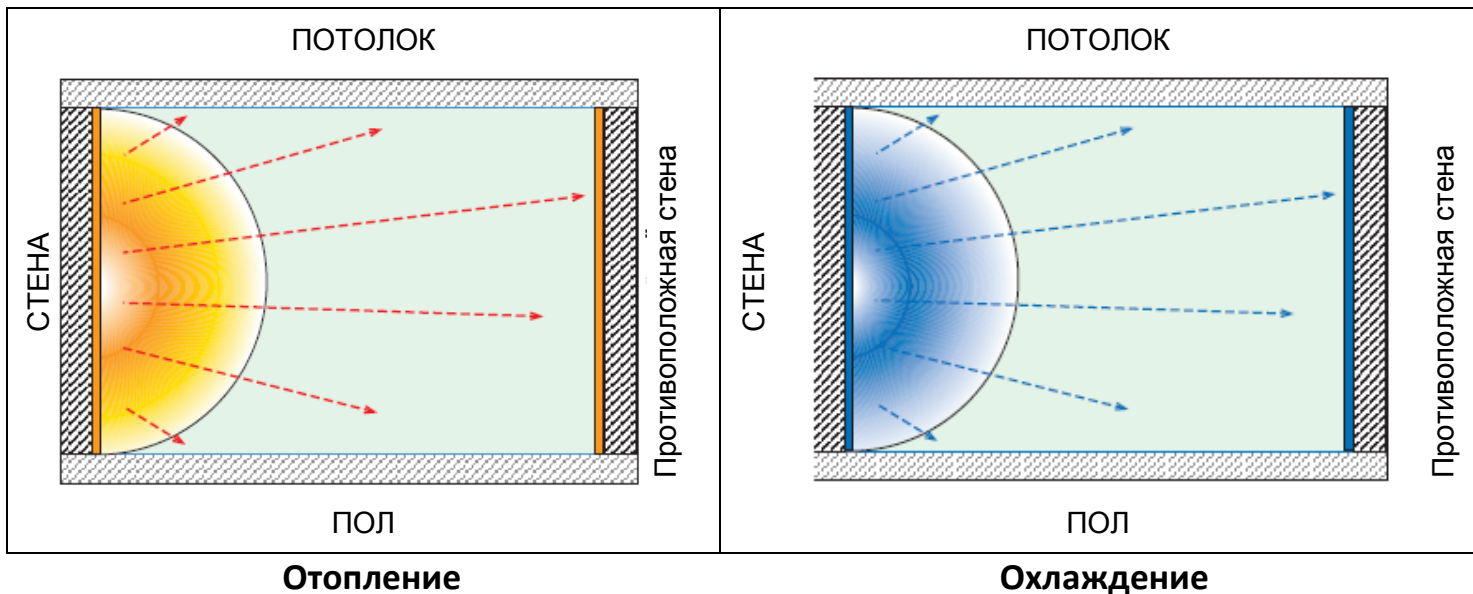 ПОТОЛОК
СТЕНА
Противоположная стена
ПОЛ
Отопление
ПОТОЛОК
СТЕНА
Противоположная стена
ПОЛ
Охлаждение